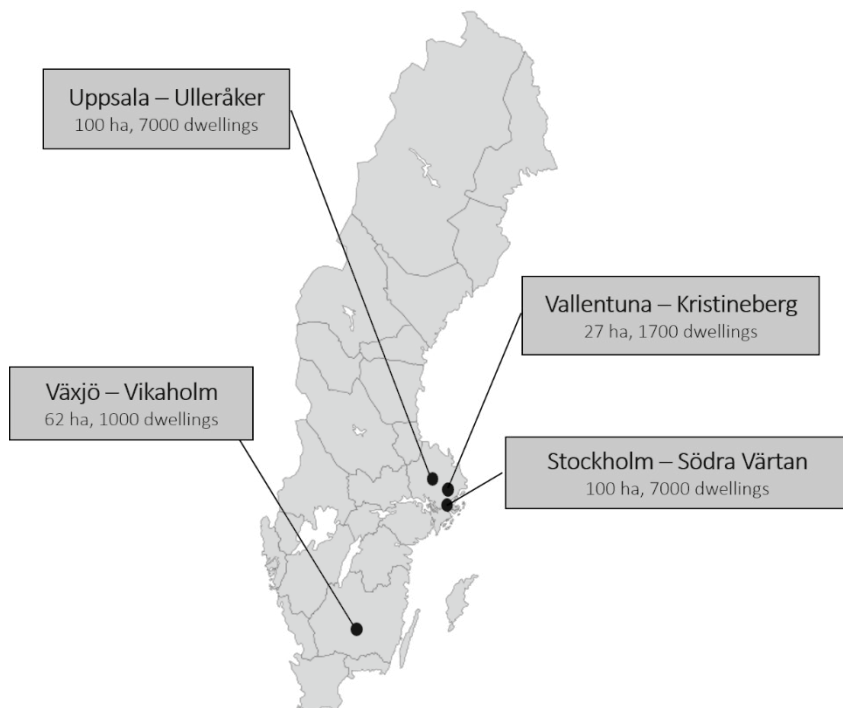 Uppsala – Ulleråker
100 ha, 7000 dwellings
Vallentuna – Kristineberg
27 ha, 1700 dwellings
Växjö – Vikaholm
62 ha, 1000 dwellings
Stockholm – Södra Värtan
100 ha, 7000 dwellings